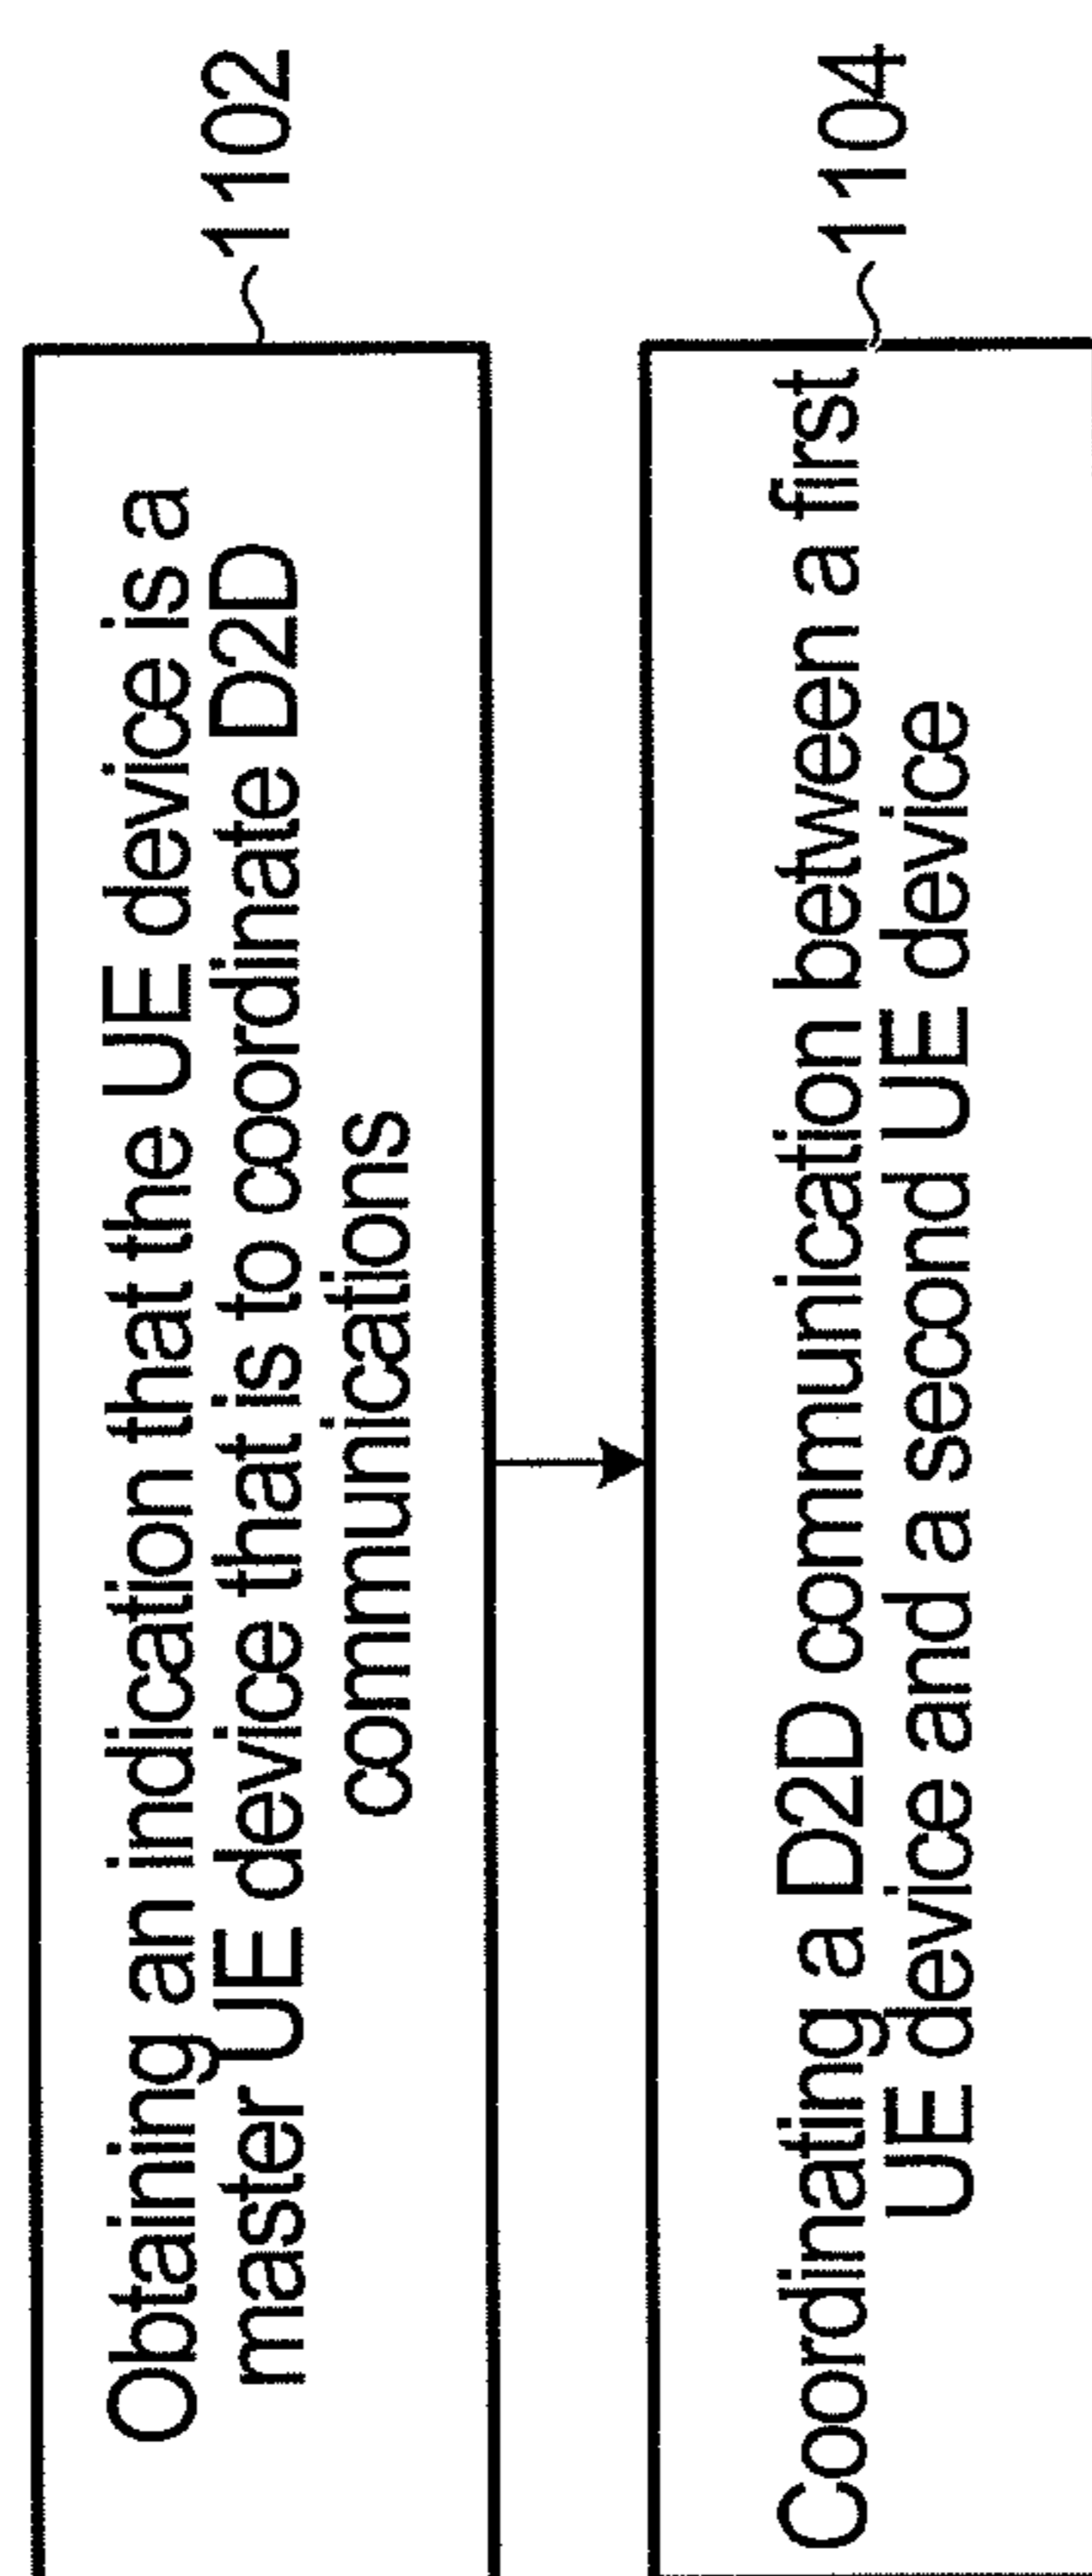 Obtaining an indication that the UE device is a
master UE device that is to coordinate D2D
communications
1102
Coordinating a D2D communication between a first
UE device and a second UE device
1104